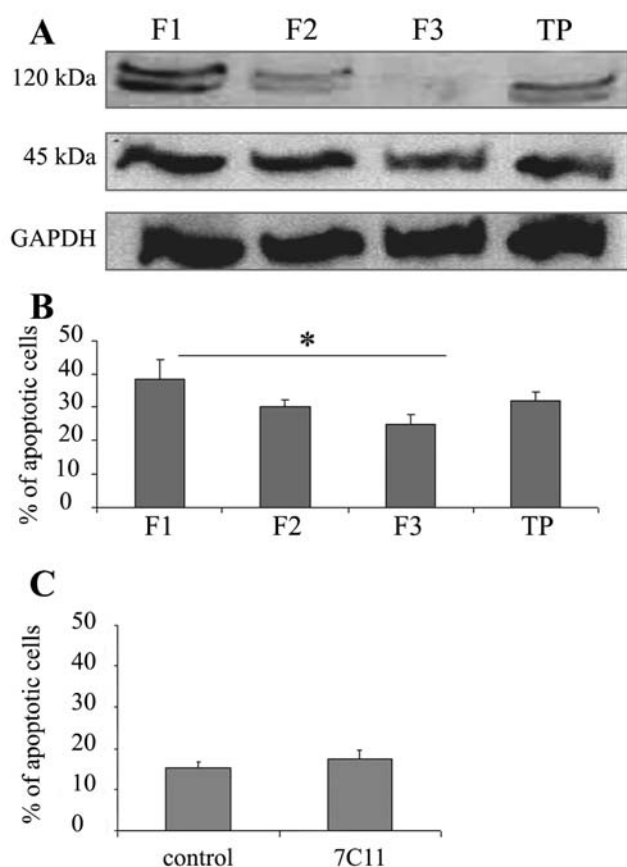 A F1 F2 F3 TP
120 kDa
45 kDa
GAPDH
B
% of apoptotic cells
50
40
30
20
10
0
*
F1 F2 F3 TP
C
% of apoptotic cells
50
40
30
20
10
0
control 7C11